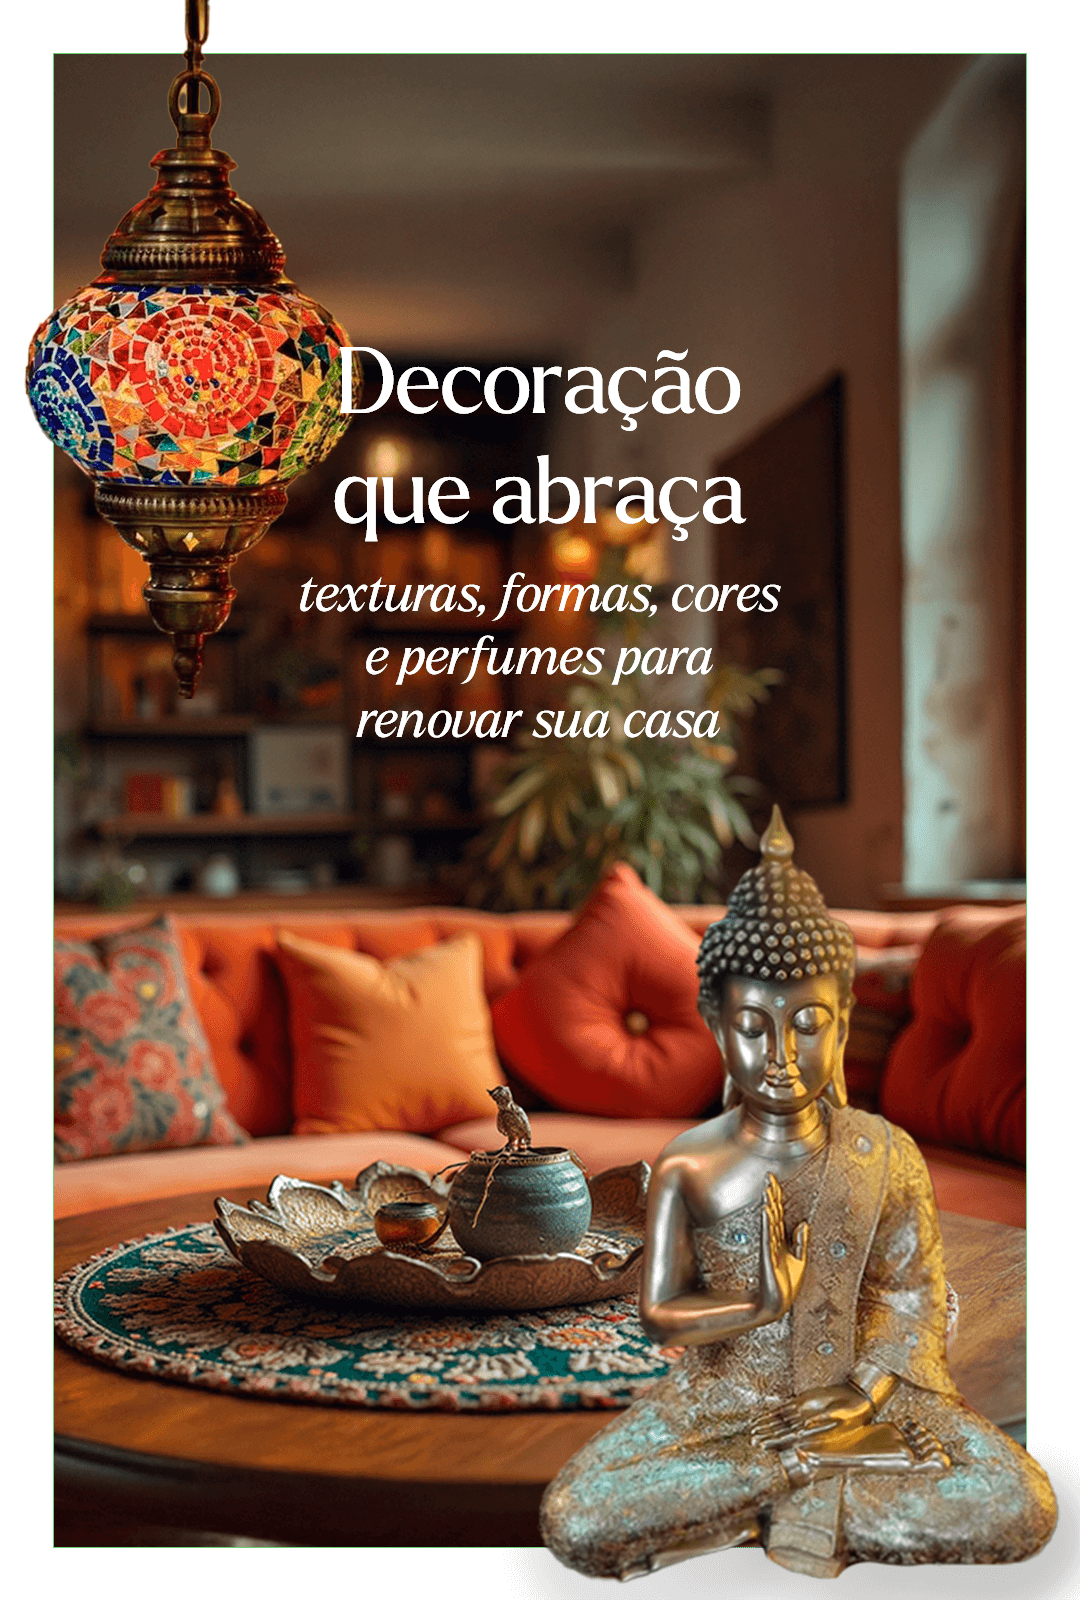 Decoração
que abraça
texturas, formas, cores
e perfumes para
renovar sua casa